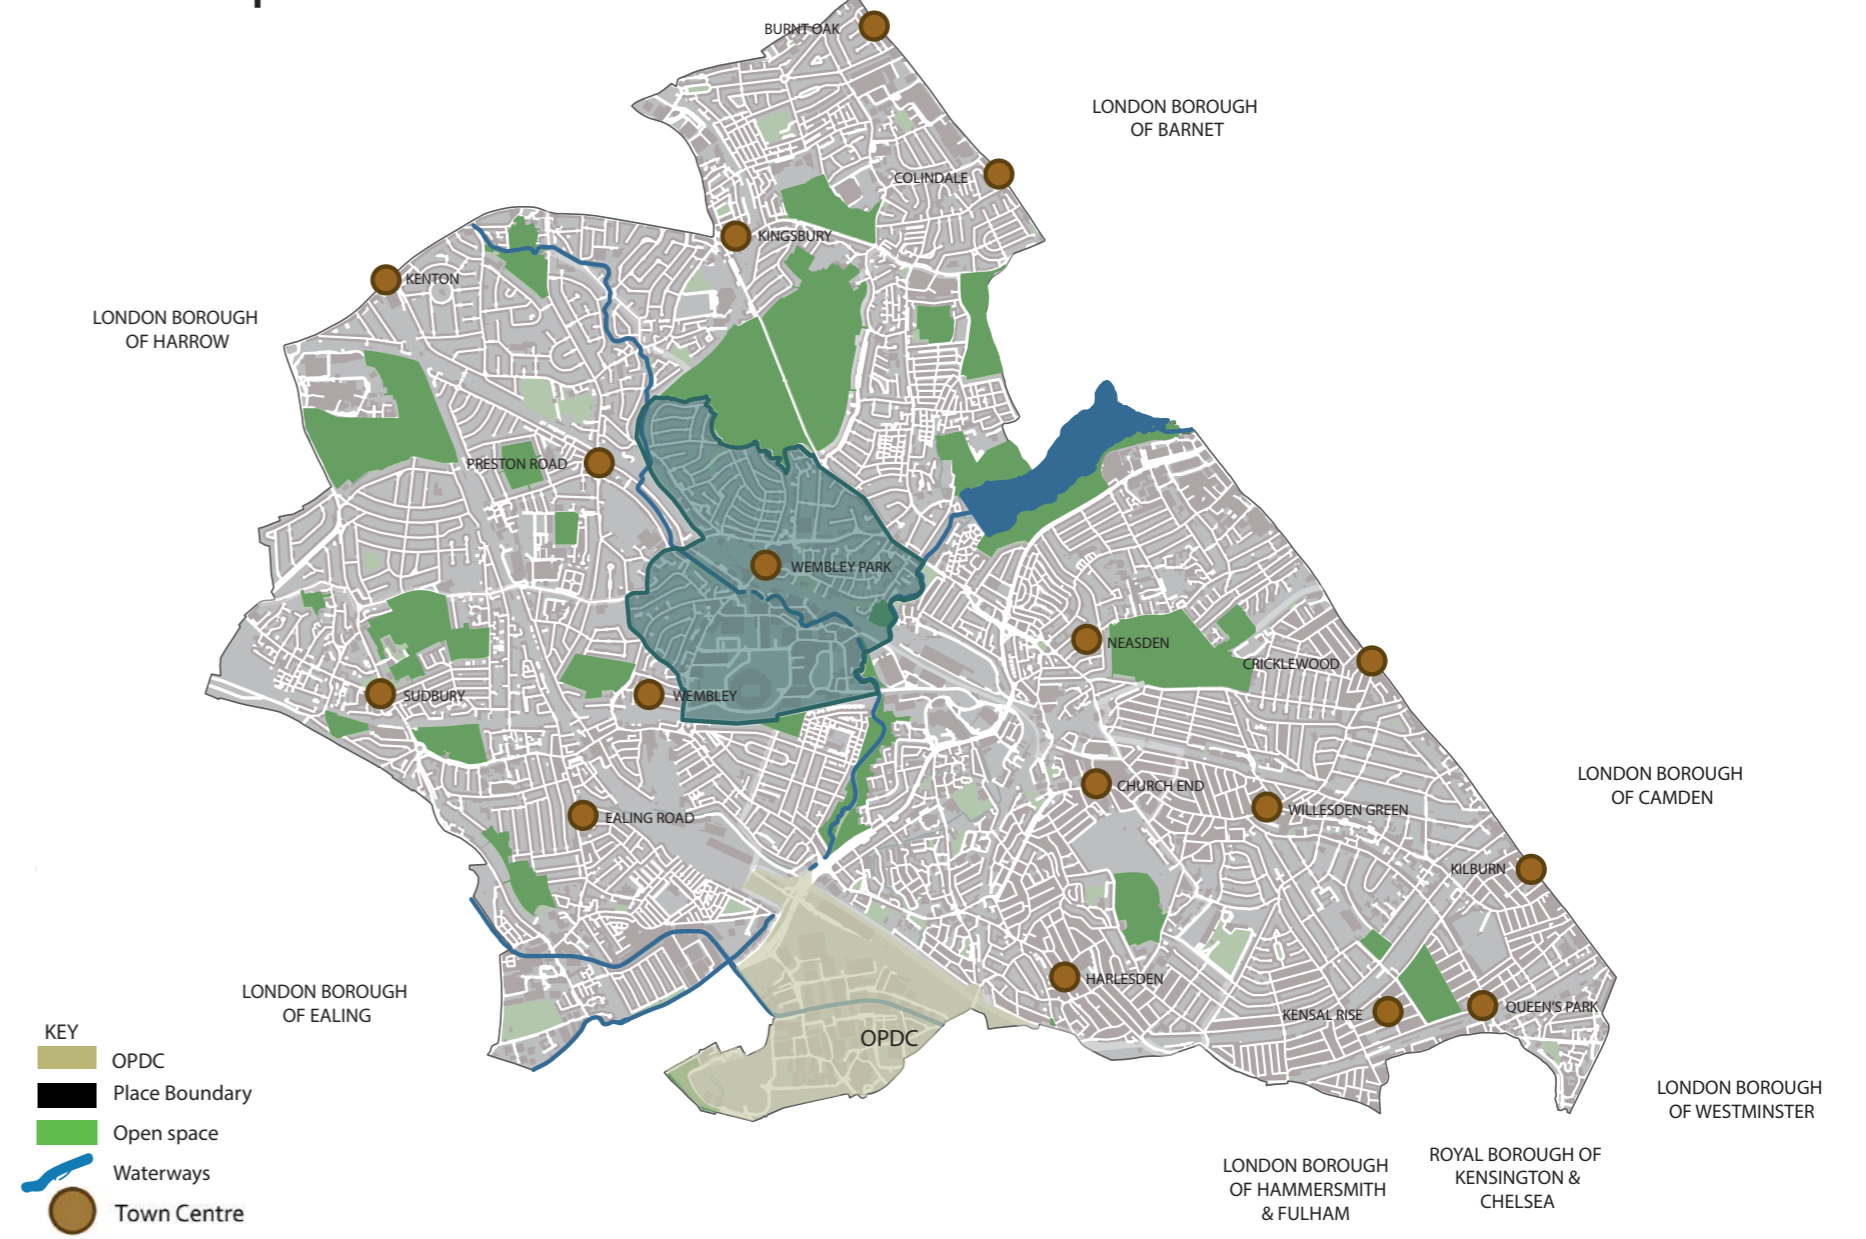 BURNT OAK
LONDON BOROUGH
OF BARNET
COLINDALE
KINGSBURY
KENTON
LONDON BOROUGH
OF HARROW
PRESTON ROAD
WEMBLEY PARK
NEASDEN
CRICKLEWOOD
SUDBURY
WEMBLEY
LONDON BOROUGH
OF CAMDEN
CHURCH END
WILLESDEN GREEN
EALING ROAD
KILBURN
HARLESDEN
LONDON BOROUGH
OF EALING
KENSAL RISE
QUEEN'S PARK
OPDC
KEY
OPDC
Place Boundary
Open space
Waterways
Town Centre
LONDON BOROUGH
OF WESTMINSTER
LONDON BOROUGH
OF HAMMERSMITH
& FULHAM
ROYAL BOROUGH OF
KENSINGTON &
CHELSEA